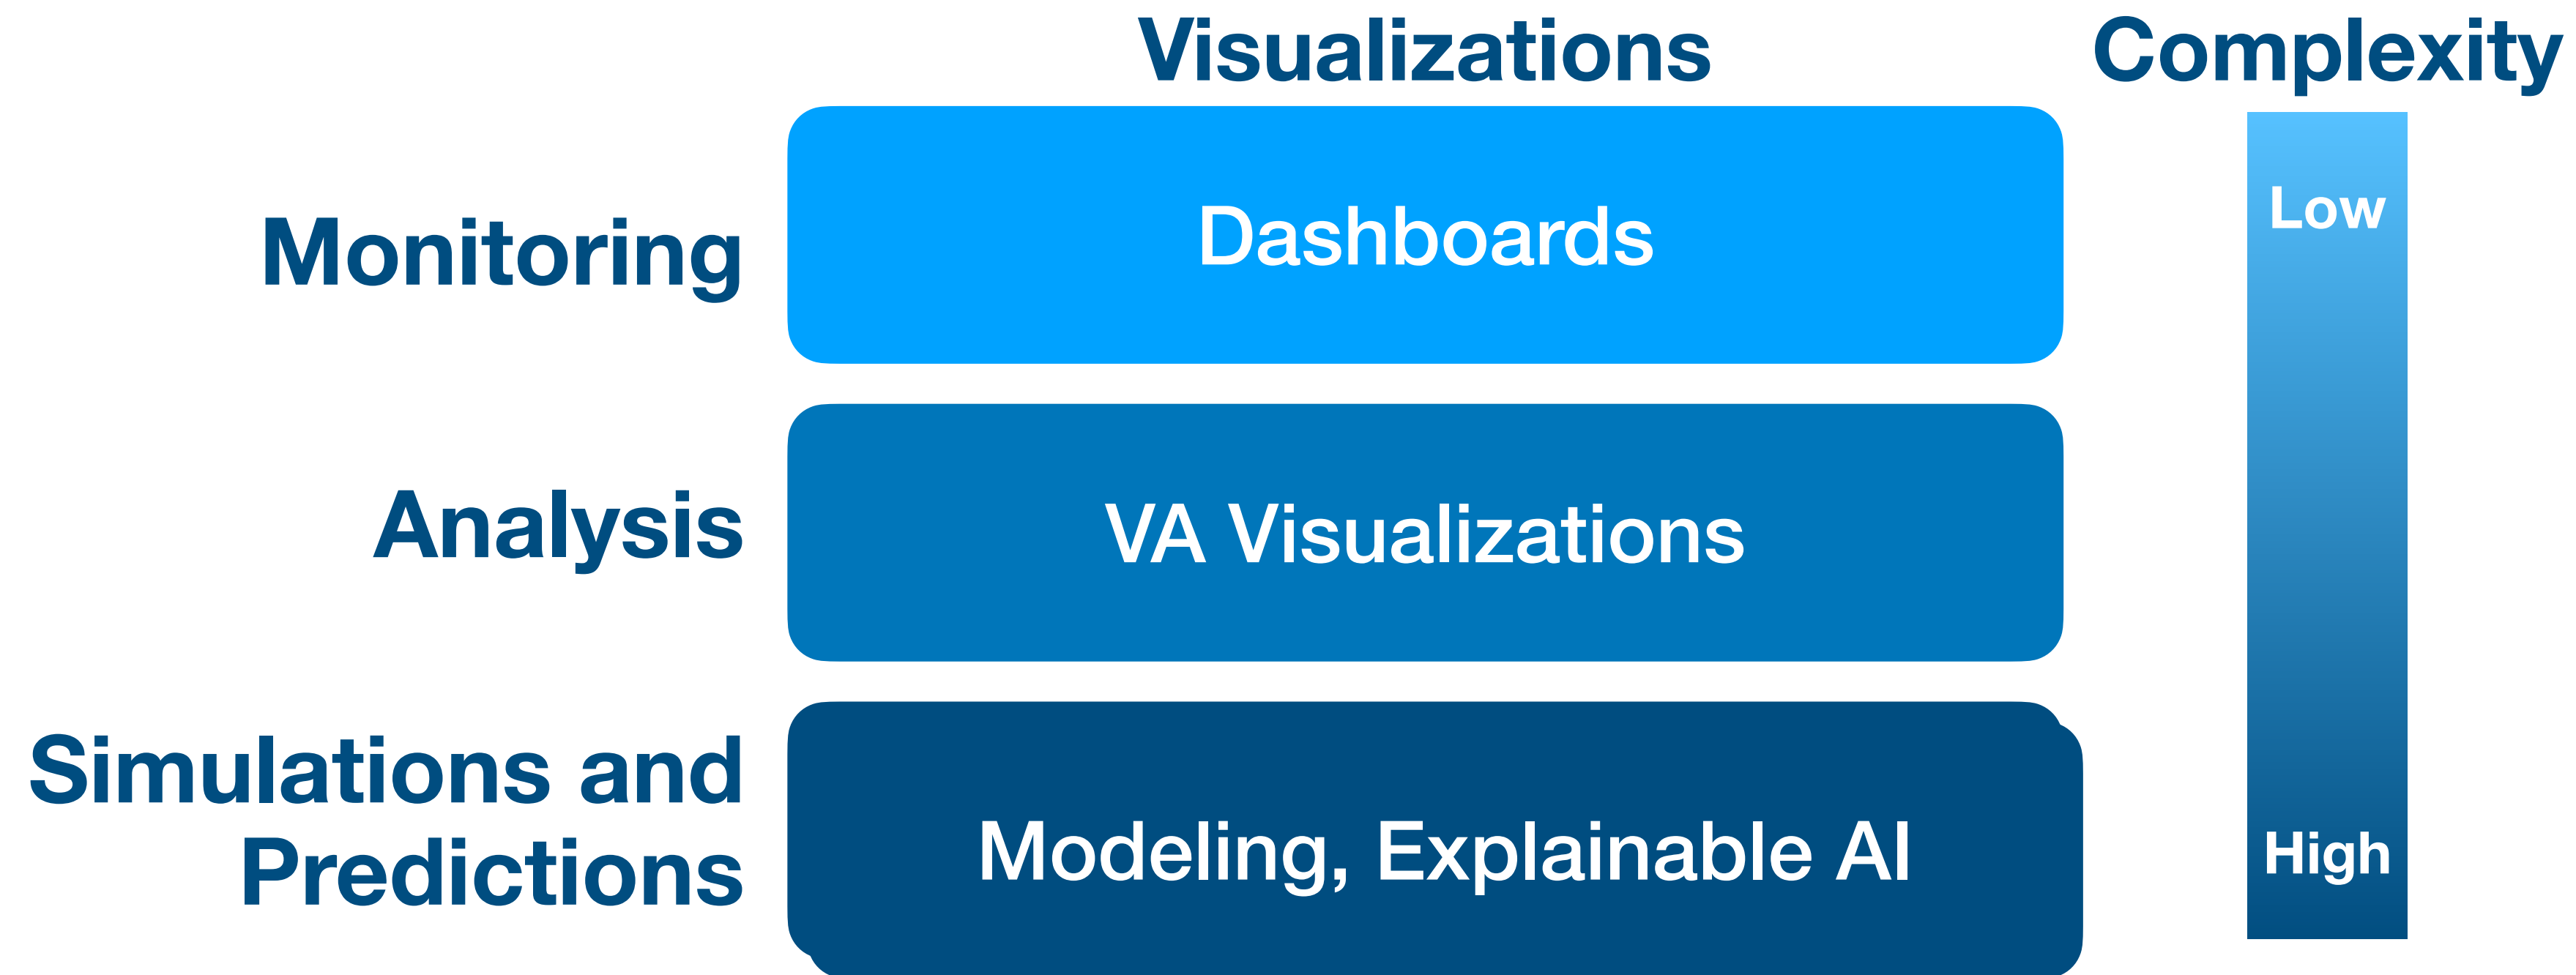 Visualizations
Complexity
Monitoring
Dashboards
Low
Analysis
VA Visualizations
Simulations and
Predictions
Modeling, Explainable AI
High